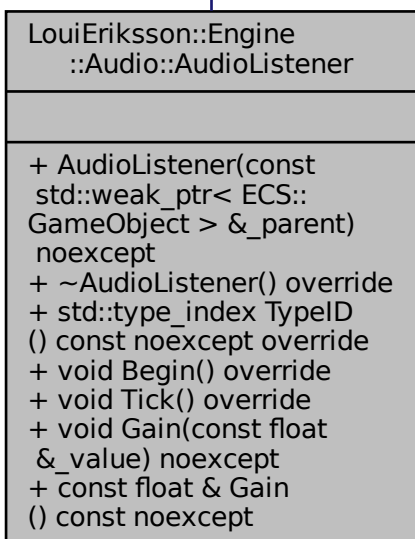 LouiEriksson::Engine
::Audio::AudioListener
+ AudioListener(const
std::weak_ptr< ECS::
GameObject > &_parent)
noexcept
+ ~AudioListener() override
+ std::type_index TypeID
() const noexcept override
+ void Begin() override
+ void Tick() override
+ void Gain(const float
&_value) noexcept
+ const float & Gain
() const noexcept